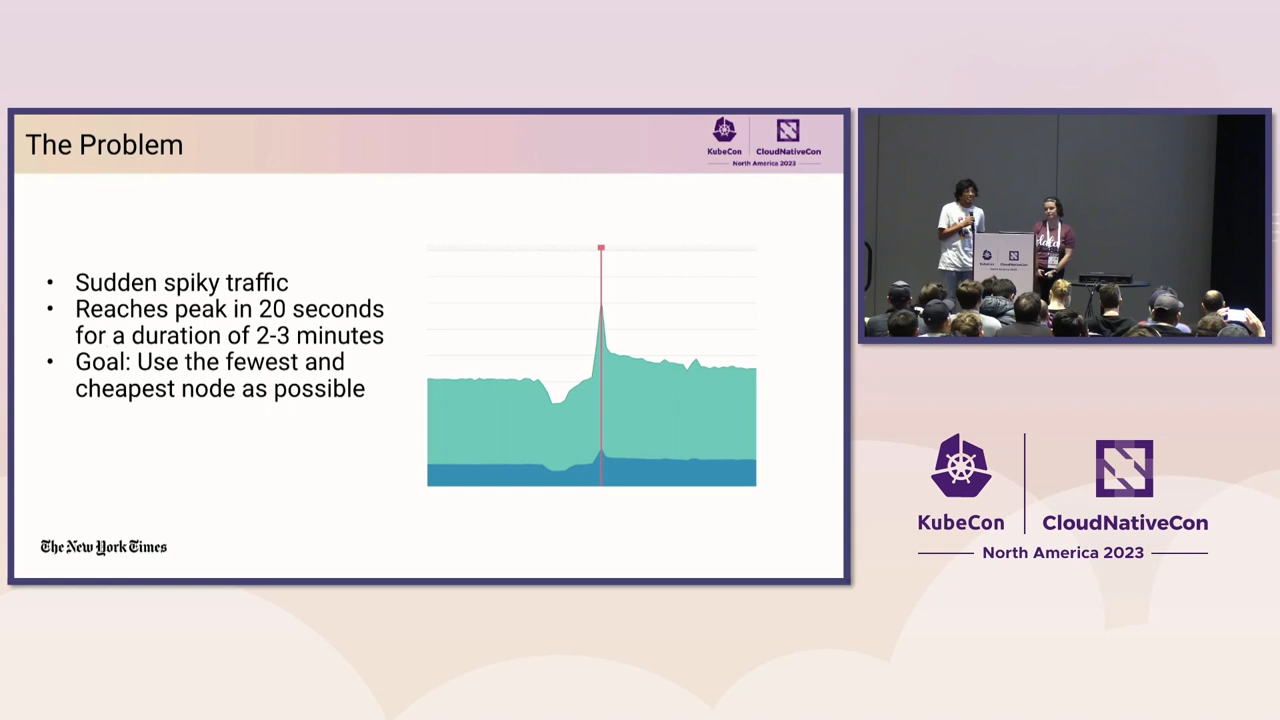 The Problem
KubeCon
CloudNativeCon
North America 2023
• Sudden spiky traffic
• Reaches peak in 20 seconds
for a duration of 2-3 minutes
• Goal: Use the fewest and
cheapest node as possible
The New York Times
KubeCon
CloudNativeCon
North America 2023